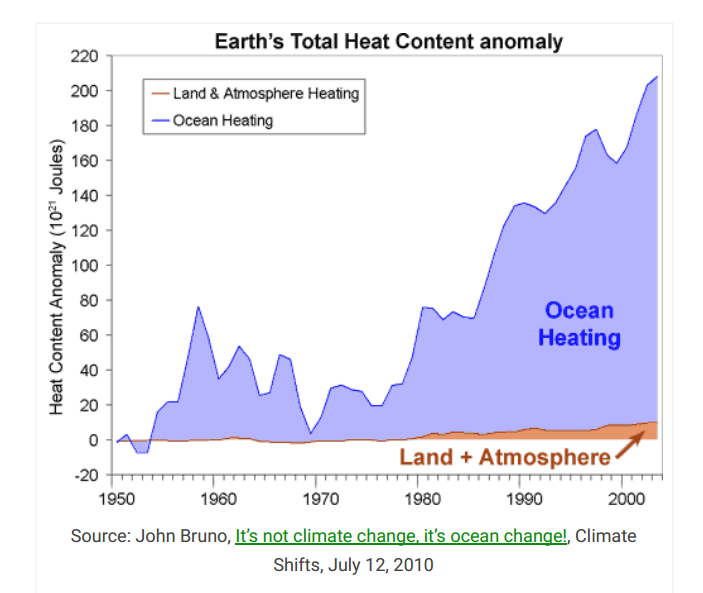 Earth's Total Heat Content anomaly
220
200
180
160
140
120
100
80
60
40
20
0
-20
Heat Content Anomaly (10²¹ Joules)
Land & Atmosphere Heating
Ocean Heating
Ocean
Heating
Land + Atmosphere
1950
1960
1970
1980
1990
2000
Source: John Bruno, It's not climate change, it's ocean change!, Climate
Shifts, July 12, 2010